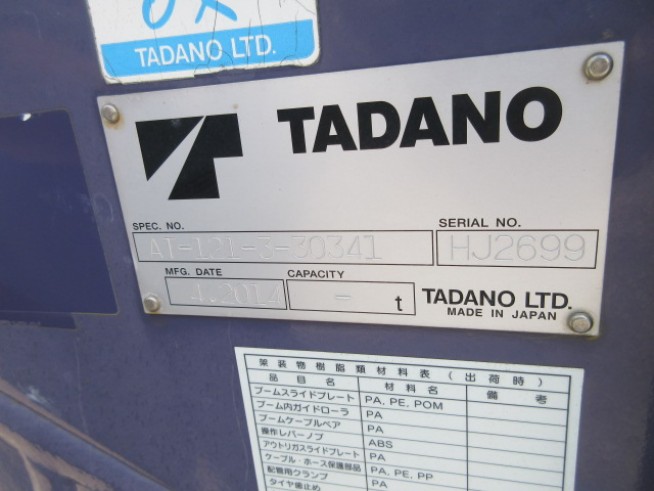 TADANO LTD.
TADANO
SPEC. NO.
SERIAL NO.
AT-121-3-30341
HJ2699
MFG. DATE
CAPACITY
4.2014
- t
TADANO LTD.
MADE IN JAPAN
架装物樹脂類材料表(出荷時)
品目名 材料名 備考
ブームスライドプレート PA, PE, POM
ブーム内ガイドローラ PA
ブームケーブルベア PA
操作レバーノブ ABS
アウトリガスライドプレート PA
ケーブル・ホース保護部品 PA, PE, PP
配管用クランプ
タイヤ歯止め PA